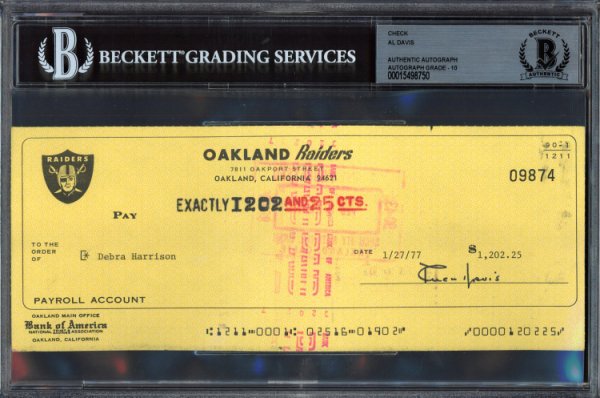 BECKETT® GRADING SERVICES
CHECK
AL DAVIS
AUTHENTIC AUTOGRAPH
AUTOGRAPH GRADE - 10
00015498750
BECKETT
AUTHENTIC
RAIDERS
OAKLAND Raiders
7811 OAKPORT STREET
OAKLAND, CALIFORNIA 94621
90-1
1211
09874
PAY
EXACTLY 1202 AND 25 CTS.
TO THE
ORDER
OF
Debra Harrison
DATE 1/27/77
$1,202.25
Allen Davis
PAYROLL ACCOUNT
OAKLAND MAIN OFFICE
Bank of America
NATIONAL TRUST & SAVINGS ASSOCIATION
OAKLAND, CALIFORNIA
⑆1211⑉0001⑆ 02516⑉01902⑈ ⑈0000120225⑈